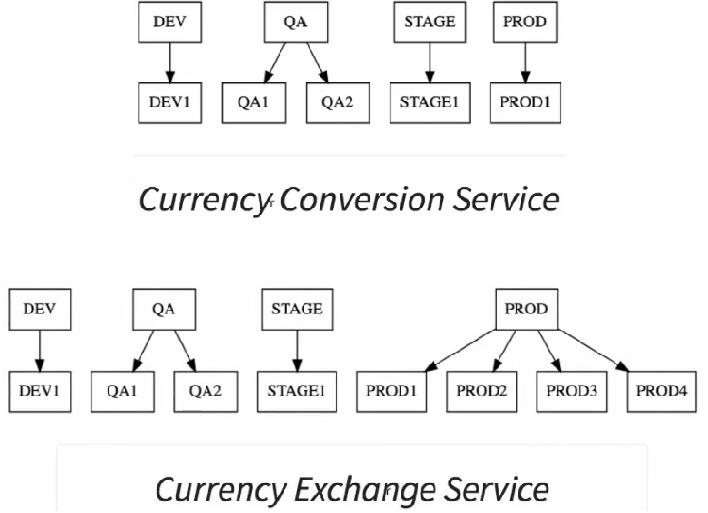 DEV QA STAGE PROD
DEV1 QA1 QA2 STAGE1 PROD1
Currency Conversion Service
DEV QA STAGE PROD
DEV1 QA1 QA2 STAGE1 PROD1 PROD2 PROD3 PROD4
Currency Exchange Service